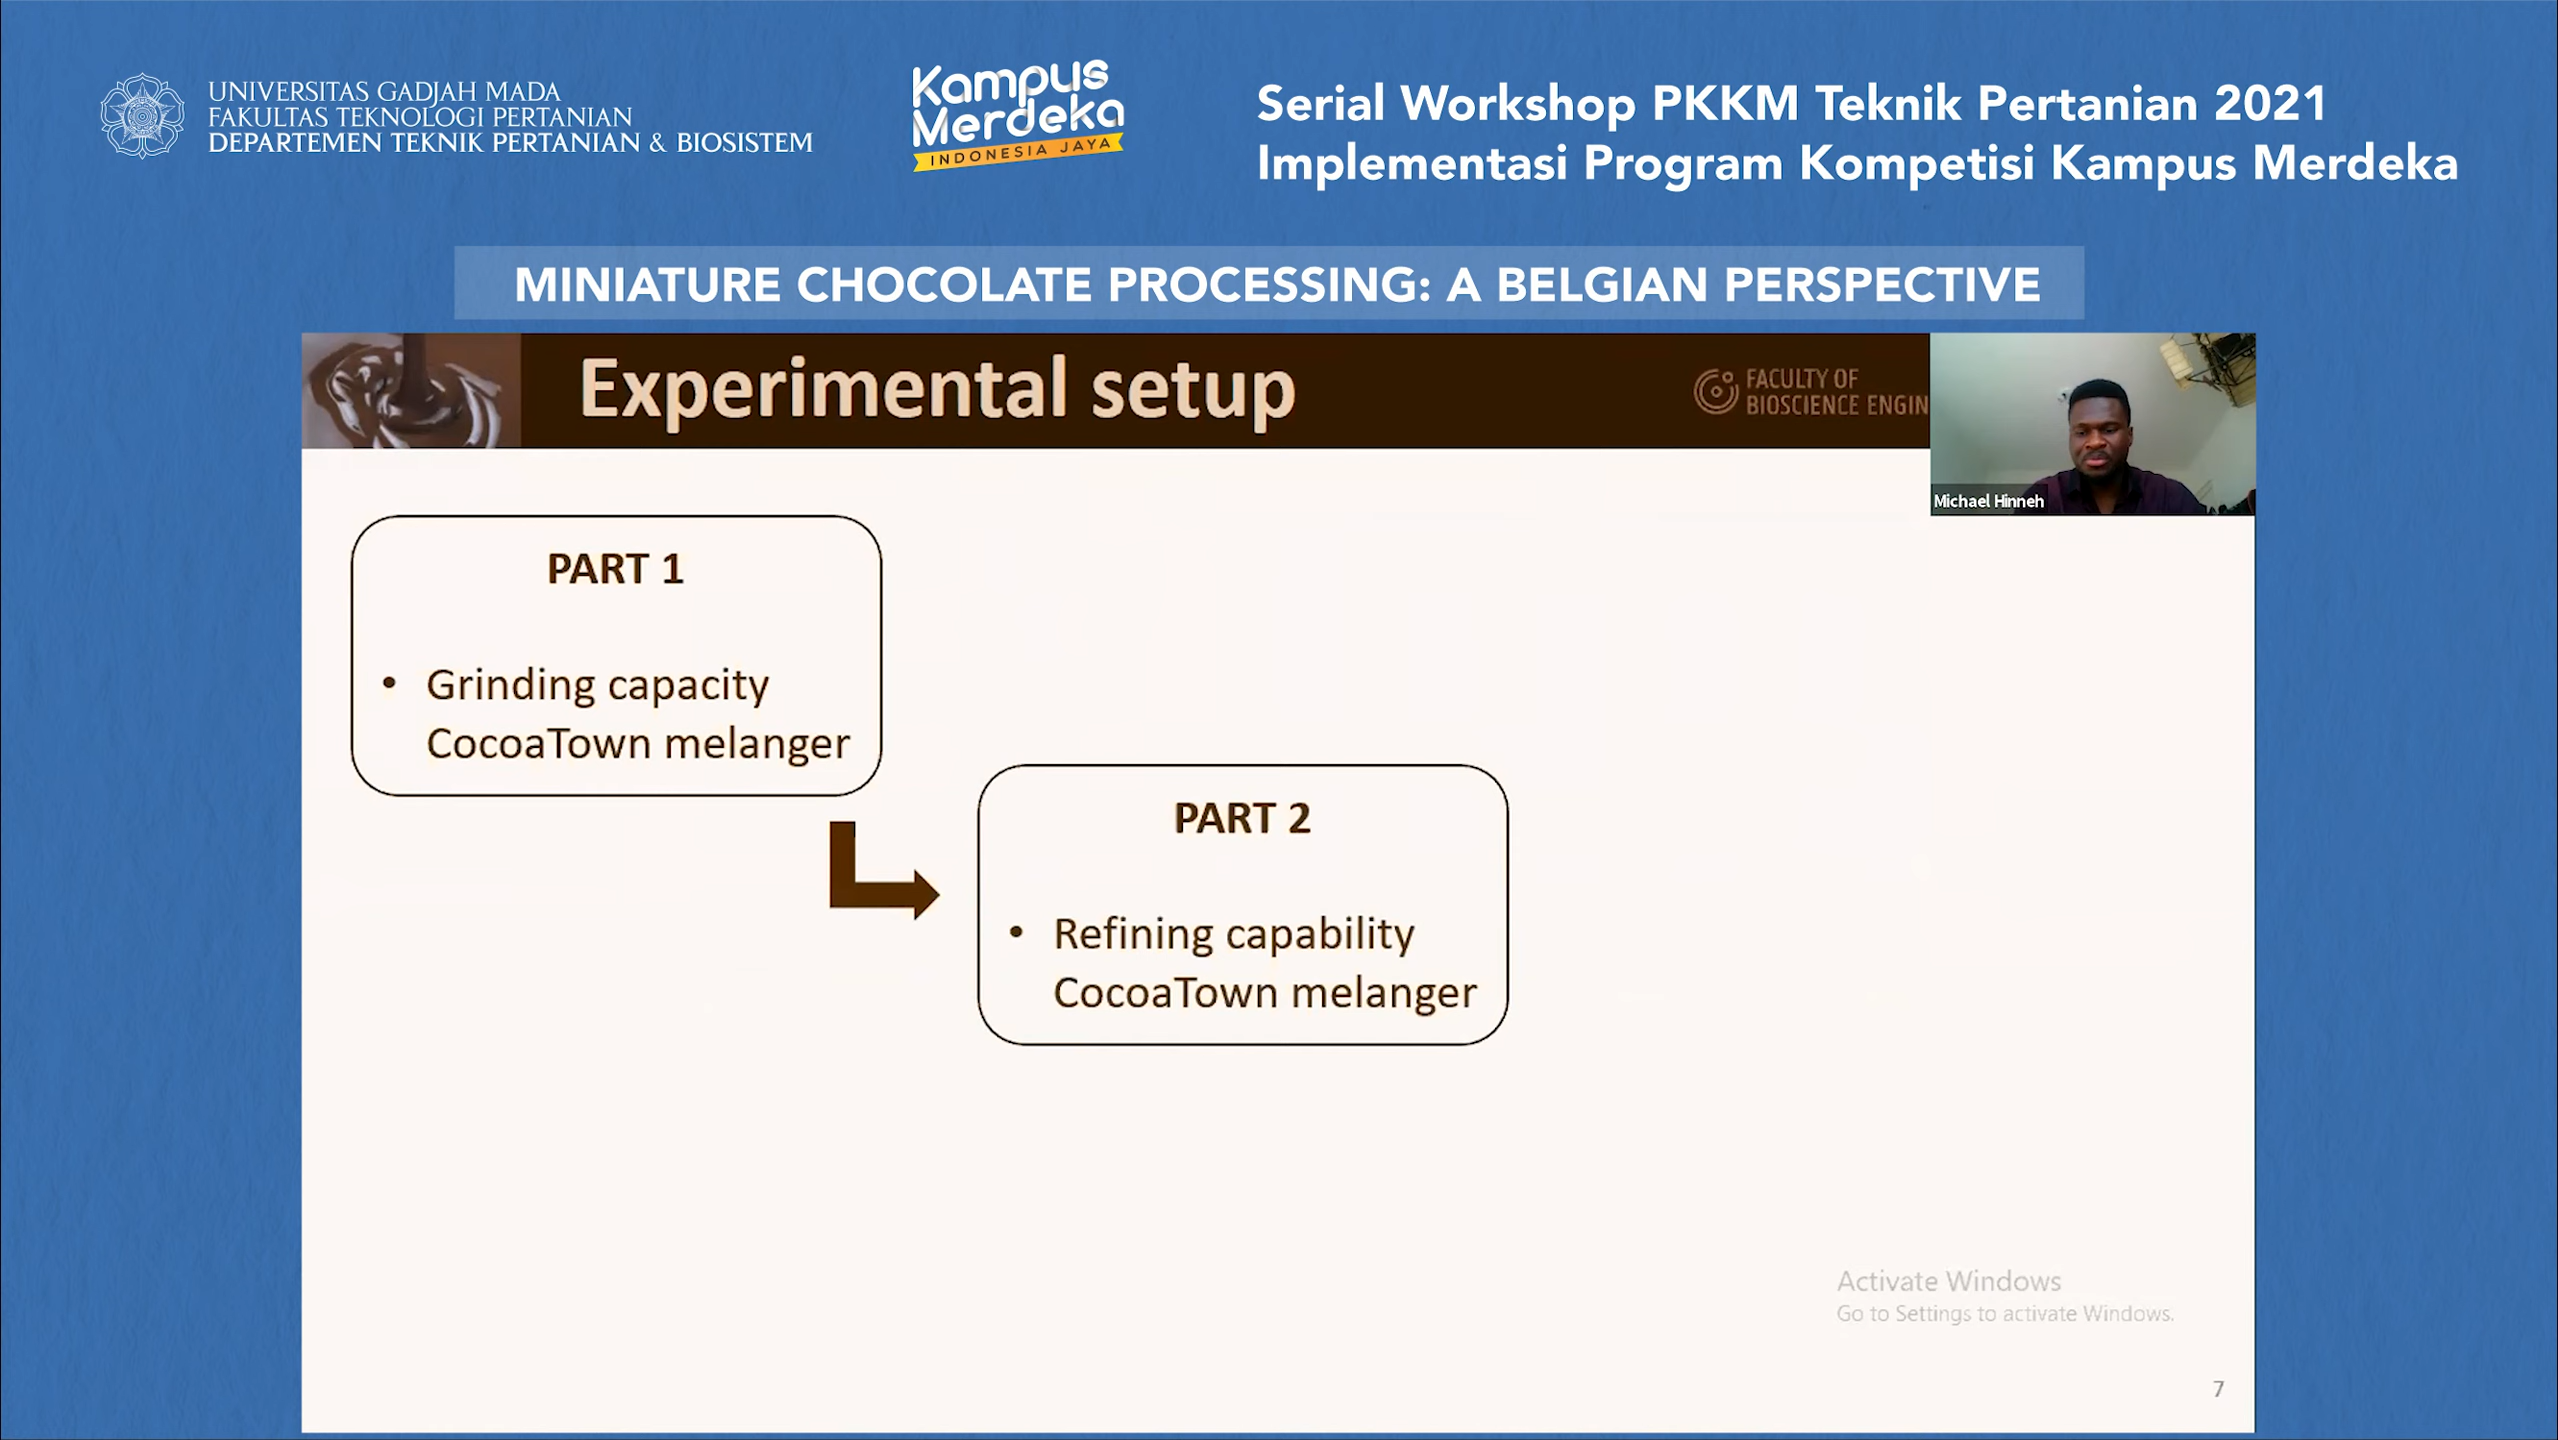 UNIVERSITAS GADJAH MADA
FAKULTAS TEKNOLOGI PERTANIAN
DEPARTEMEN TEKNIK PERTANIAN & BIOSISTEM
Kampus
Merdeka
INDONESIA JAYA
Serial Workshop PKKM Teknik Pertanian 2021
Implementasi Program Kompetisi Kampus Merdeka
MINIATURE CHOCOLATE PROCESSING: A BELGIAN PERSPECTIVE
Experimental setup
FACULTY OF
BIOSCIENCE ENGIN
Michael Hinneh
PART 1
• Grinding capacity
CocoaTown melanger
PART 2
• Refining capability
CocoaTown melanger
Activate Windows
Go to Settings to activate Windows.
7